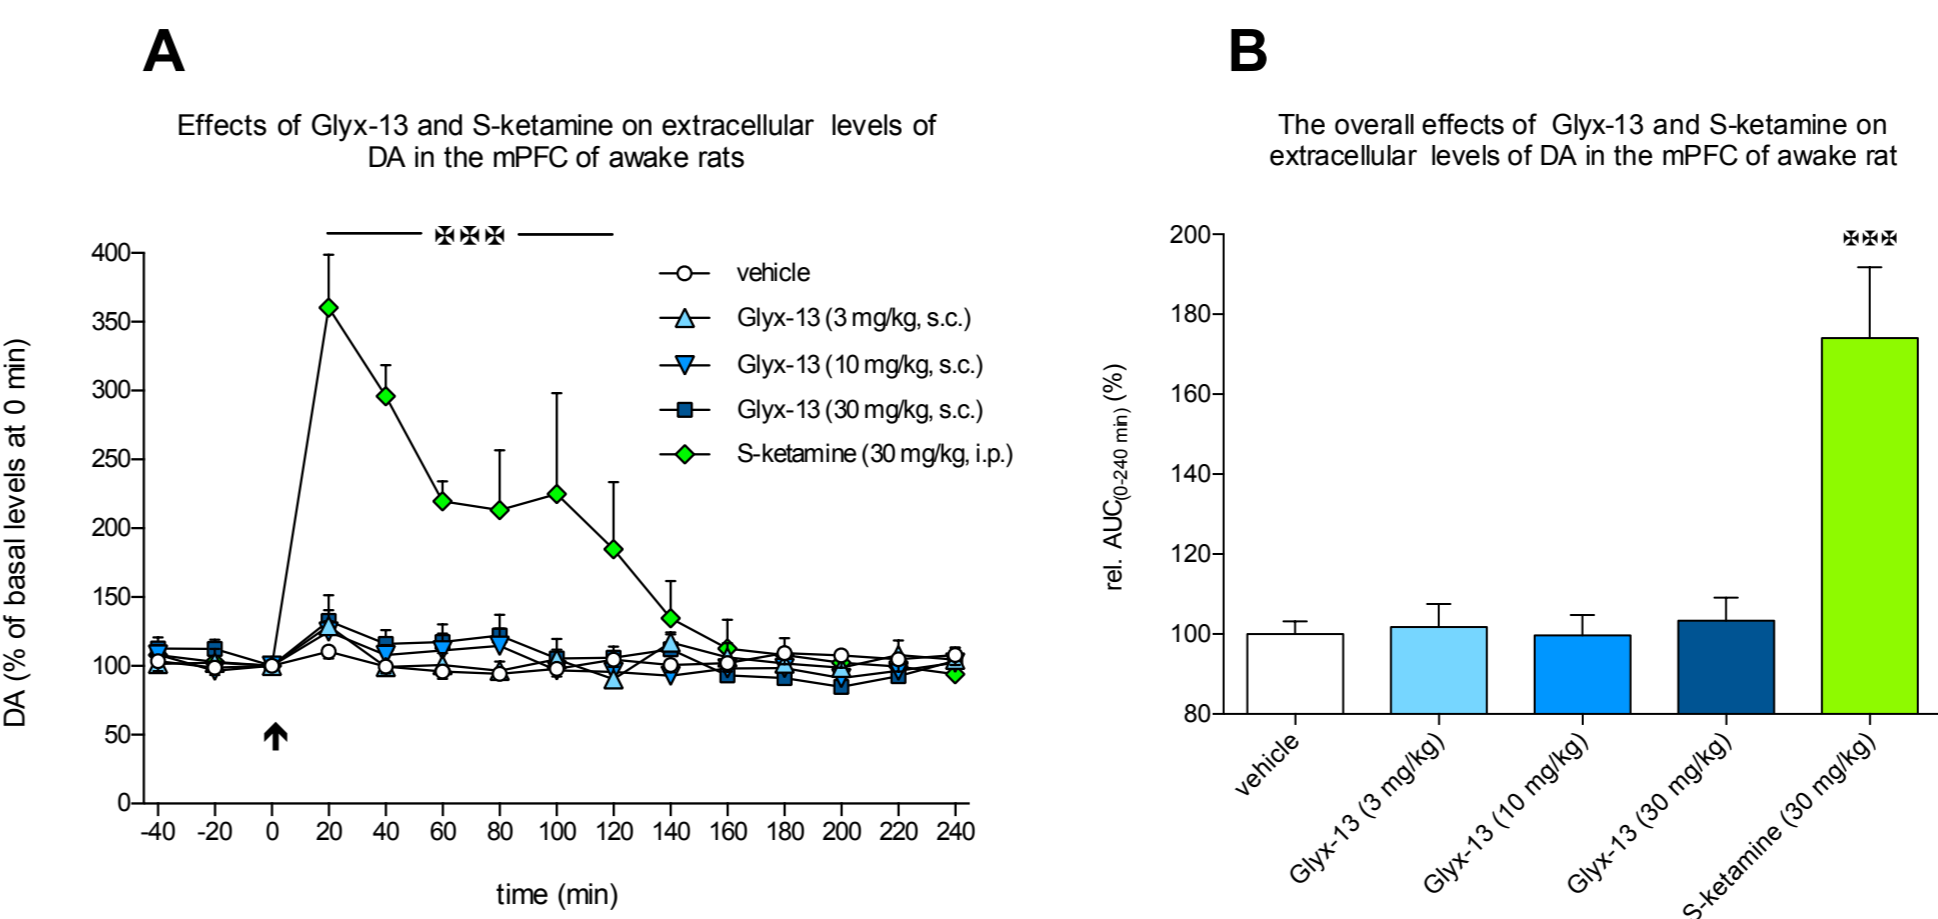 A
Effects of Glyx-13 and S-ketamine on extracellular levels of
DA in the mPFC of awake rats
DA (% of basal levels at 0 min)
400
350
300
250
200
150
100
50
0
✠✠✠
vehicle
Glyx-13 (3 mg/kg, s.c.)
Glyx-13 (10 mg/kg, s.c.)
Glyx-13 (30 mg/kg, s.c.)
S-ketamine (30 mg/kg, i.p.)
-40 -20 0 20 40 60 80 100 120 140 160 180 200 220 240
time (min)
B
The overall effects of Glyx-13 and S-ketamine on
extracellular levels of DA in the mPFC of awake rat
rel. AUC(0-240 min) (%)
200
180
160
140
120
100
80
✠✠✠
vehicle
Glyx-13 (3 mg/kg)
Glyx-13 (10 mg/kg)
Glyx-13 (30 mg/kg)
S-ketamine (30 mg/kg)